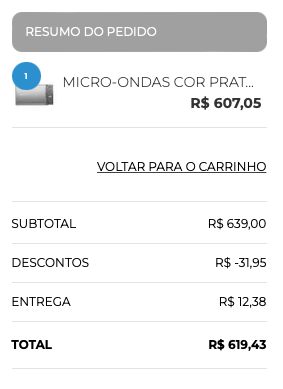 RESUMO DO PEDIDO
1
MICRO-ONDAS COR PRAT...
R$ 607,05
VOLTAR PARA O CARRINHO
SUBTOTAL R$ 639,00
DESCONTOS R$ -31,95
ENTREGA R$ 12,38
TOTAL R$ 619,43